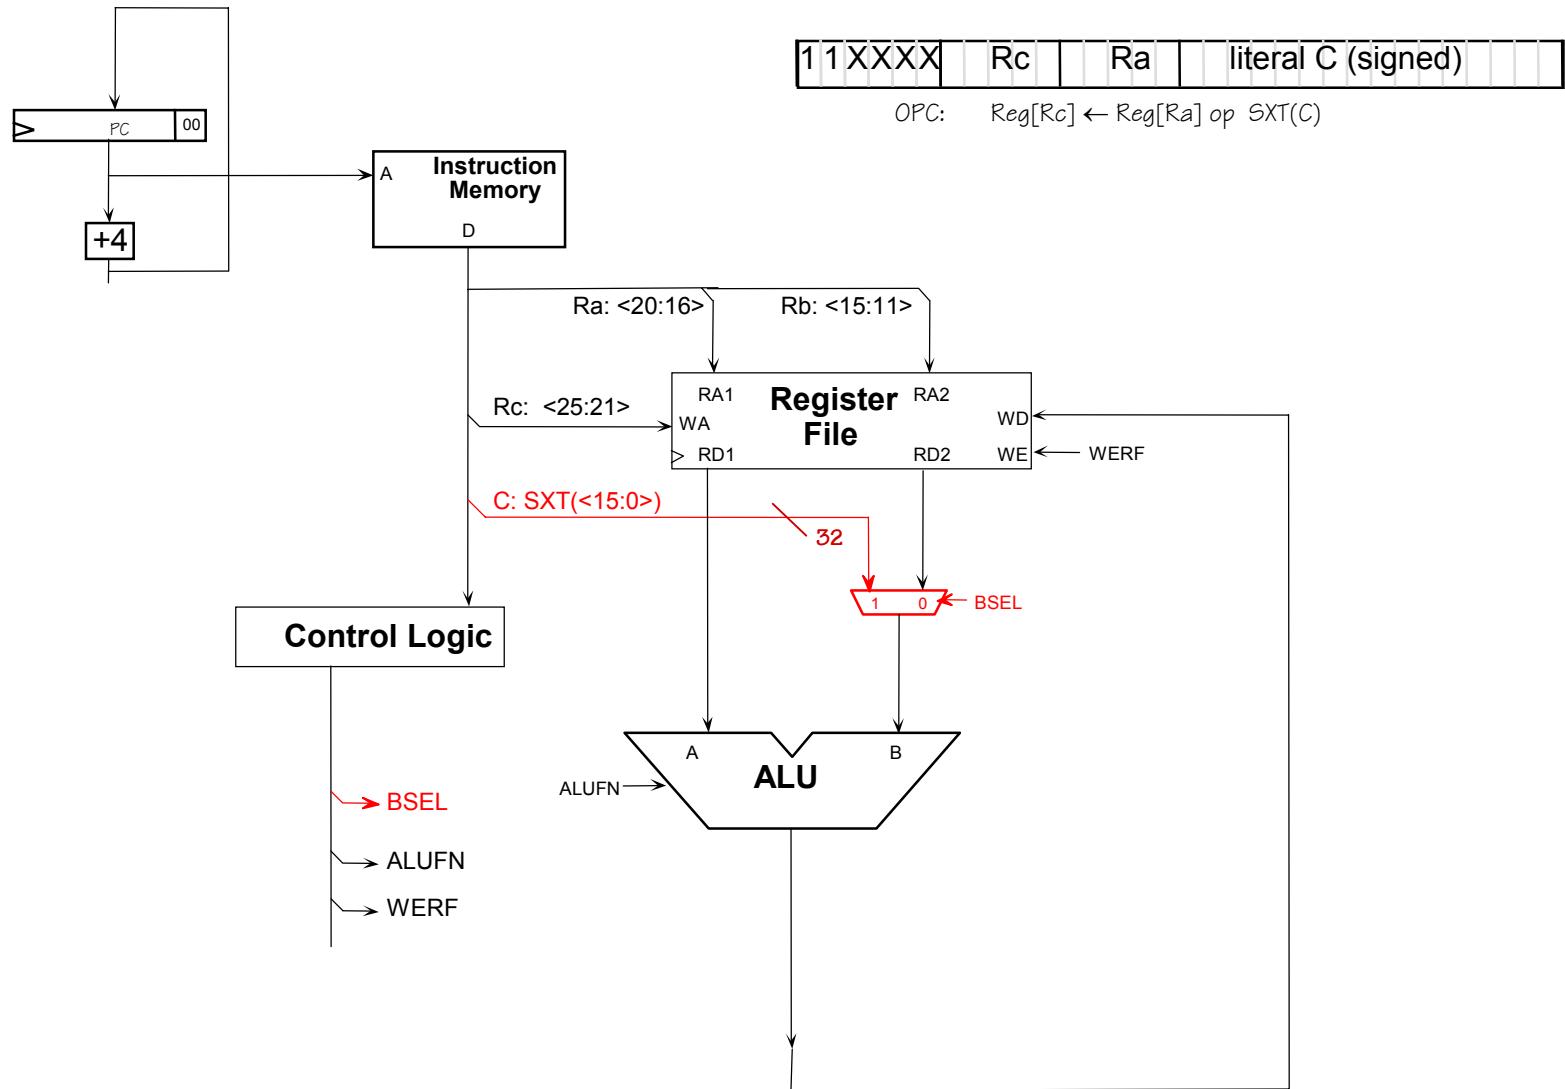 1 1 X X X X Rc Ra literal C (signed)
OPC: Reg[Rc] ← Reg[Ra] op SXT(C)
PC 00
+4
A Instruction
Memory
D
Ra: <20:16> Rb: <15:11>
RA1 Register RA2
File
Rc: <25:21> WA WD
RD1 RD2 WE WERF
C: SXT(<15:0>)
32
1 0 BSEL
Control Logic
A B
ALU
ALUFN
BSEL
ALUFN
WERF